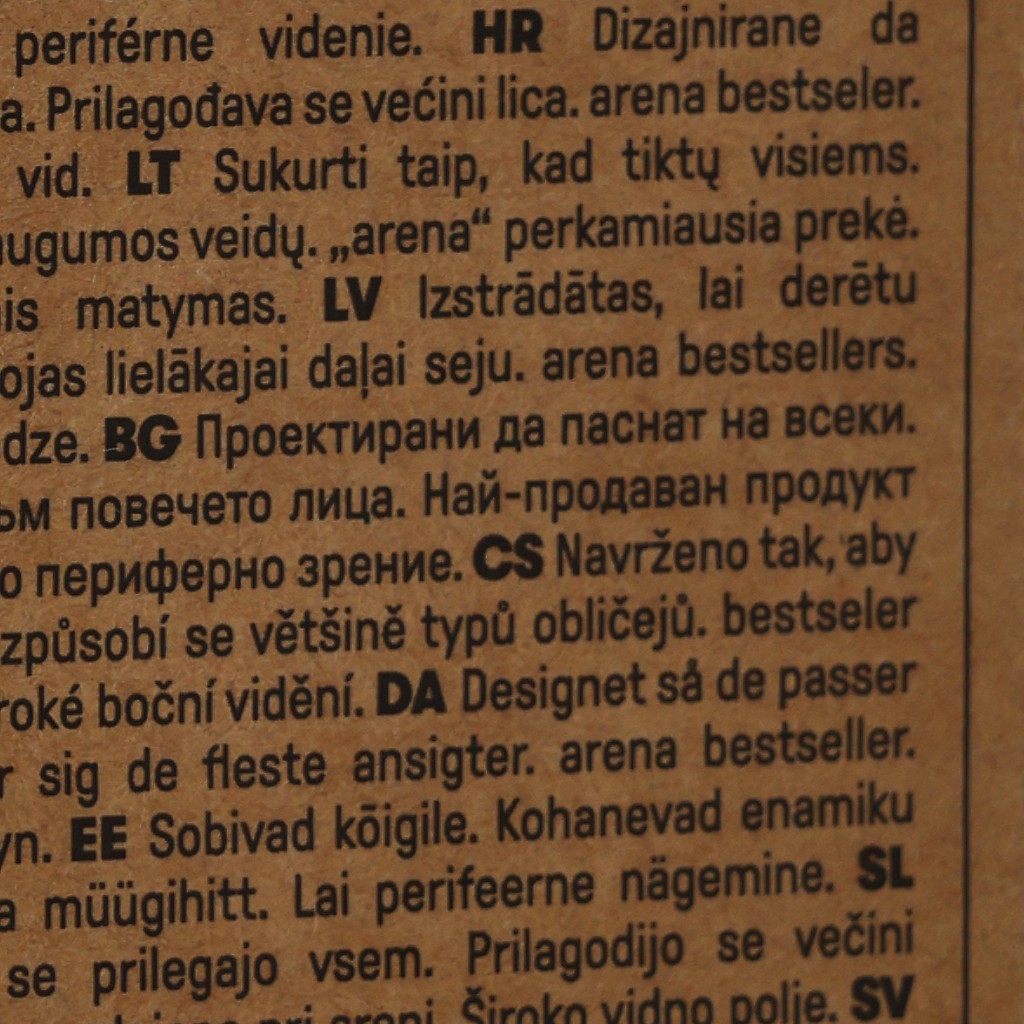 periférne videnie. HR Dizajnirane da
a. Prilagođava se većini lica. arena bestseler.
vid. LT Sukurti taip, kad tiktų visiems.
augumos veidų. „arena“ perkamiausia prekė.
is matymas. LV Izstrādātas, lai derētu
ojas lielākajai daļai seju. arena bestsellers.
dze. BG Проектирани да паснат на всеки.
ъм повечето лица. Най-продаван продукт
о периферно зрение. CS Navrženo tak, aby
způsobí se většině typů obličejů. bestseler
roké boční vidění. DA Designet så de passer
r sig de fleste ansigter. arena bestseller.
yn. EE Sobivad kõigile. Kohanevad enamiku
a müügihitt. Lai perifeerne nägemine. SL
se prilegajo vsem. Prilagodijo se večini
pri areni. Široko vidno polje. SV